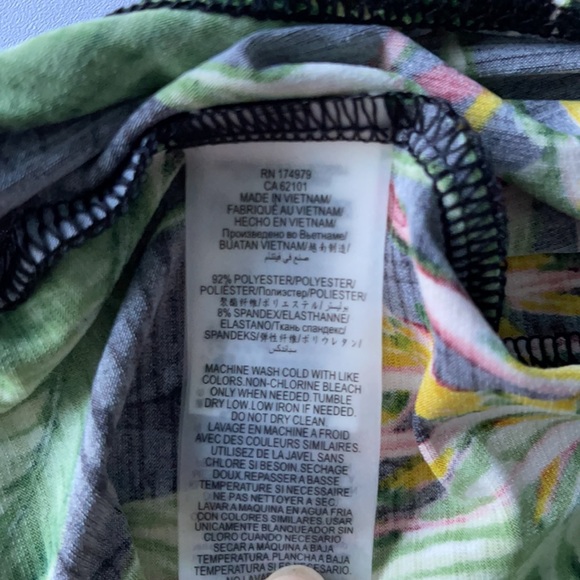 RN 174979
CA 62101
MADE IN VIETNAM/
FABRIQUÉ AU VIETNAM/
HECHO EN VIETNAM/
Произведено во Вьетнаме/
BUATAN VIETNAM/越南制造/
صنع في فيتنام
92% POLYESTER/POLYESTER/
POLIÉSTER/Полиэстер/POLIESTER/
聚酯纤维/ポリエステル/بوليستر
8% SPANDEX/ELASTHANNE/
ELASTANO/Ткань спандекс/
SPANDEKS/弹性纤维/ポリウレタン/
سباندكس
MACHINE WASH COLD WITH LIKE
COLORS.NON-CHLORINE BLEACH
ONLY WHEN NEEDED.TUMBLE
DRY LOW.LOW IRON IF NEEDED.
DO NOT DRY CLEAN
LAVAGE EN MACHINE A FROID
AVEC DES COULEURS SIMILAIRES.
UTILISEZ DE LA JAVEL SANS
CHLORE SI BESOIN.SECHAGE
DOUX.REPASSER A BASSE
TEMPERATURE SI NECESSAIRE
NE PAS NETTOYER A SEC
LAVAR A MAQUINA EN AGUA FRIA
CON COLORES SIMILARES.USAR
UNICAMENTE BLANQUEADOR SIN
CLORO CUANDO NECESARIO.
SECAR A MÁQUINA A BAJA
TEMPERATURA.PLANCHA A BAJA
TEMPERATURA SI ES NECESARIO
NO LAVAR